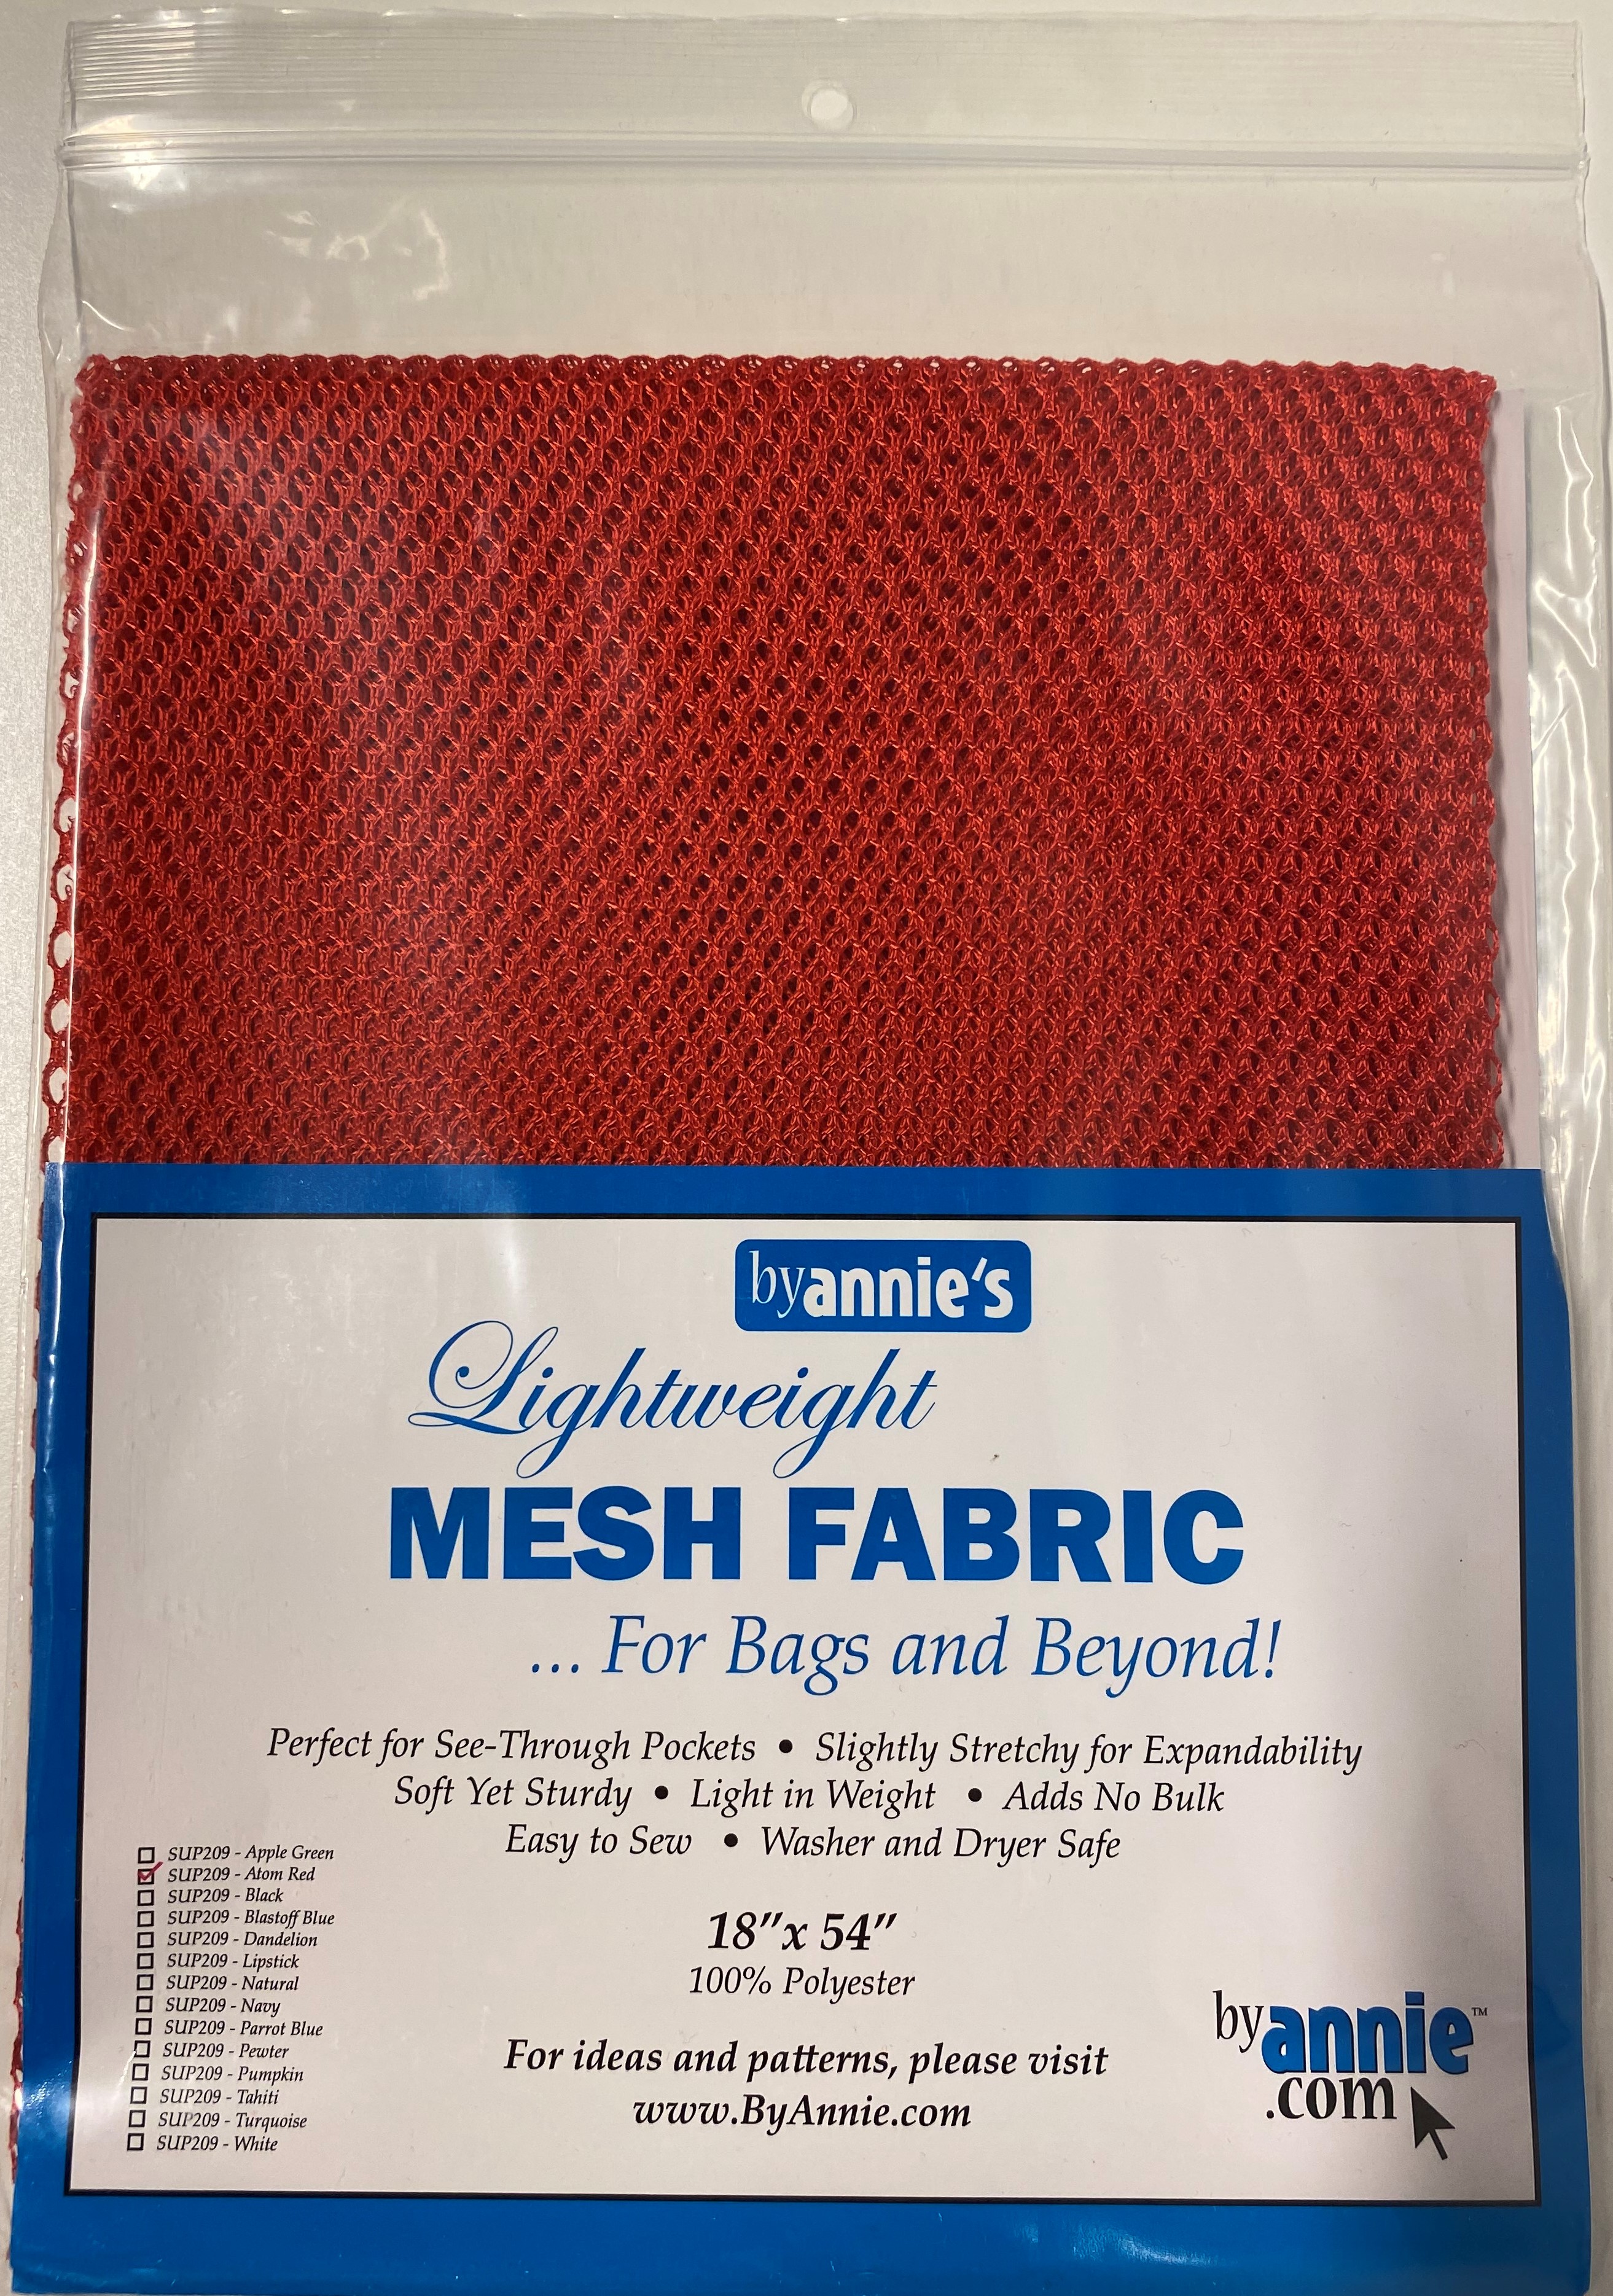 byannie's
Lightweight
MESH FABRIC
... For Bags and Beyond!
Perfect for See-Through Pockets • Slightly Stretchy for Expandability
Soft Yet Sturdy • Light in Weight • Adds No Bulk
Easy to Sew • Washer and Dryer Safe
SUP209 - Apple Green
SUP209 - Atom Red
SUP209 - Black
SUP209 - Blastoff Blue
SUP209 - Dandelion
SUP209 - Lipstick
SUP209 - Natural
SUP209 - Navy
SUP209 - Parrot Blue
SUP209 - Pewter
SUP209 - Pumpkin
SUP209 - Tahiti
SUP209 - Turquoise
SUP209 - White
18"x 54"
100% Polyester
For ideas and patterns, please visit
www.ByAnnie.com
byannie™
.com